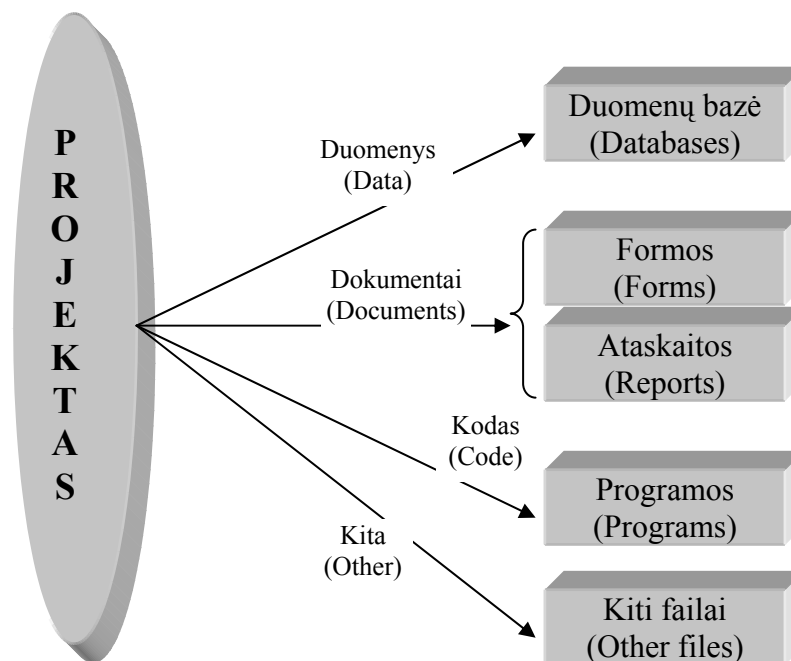 P
R
O
J
E
K
T
A
S
Duomenys
(Data)
Duomenų bazė
(Databases)
Dokumentai
(Documents)
Formos
(Forms)
Ataskaitos
(Reports)
Kodas
(Code)
Programos
(Programs)
Kita
(Other)
Kiti failai
(Other files)